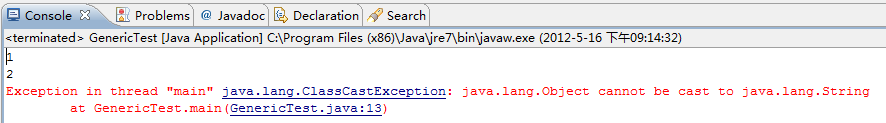 Console Problems @ Javadoc Declaration Search
<terminated> GenericTest [Java Application] C:\Program Files (x86)\Java\jre7\bin\javaw.exe (2012-5-16 下午09:14:32)
1
2
Exception in thread "main" java.lang.ClassCastException: java.lang.Object cannot be cast to java.lang.String
at GenericTest.main(GenericTest.java:13)